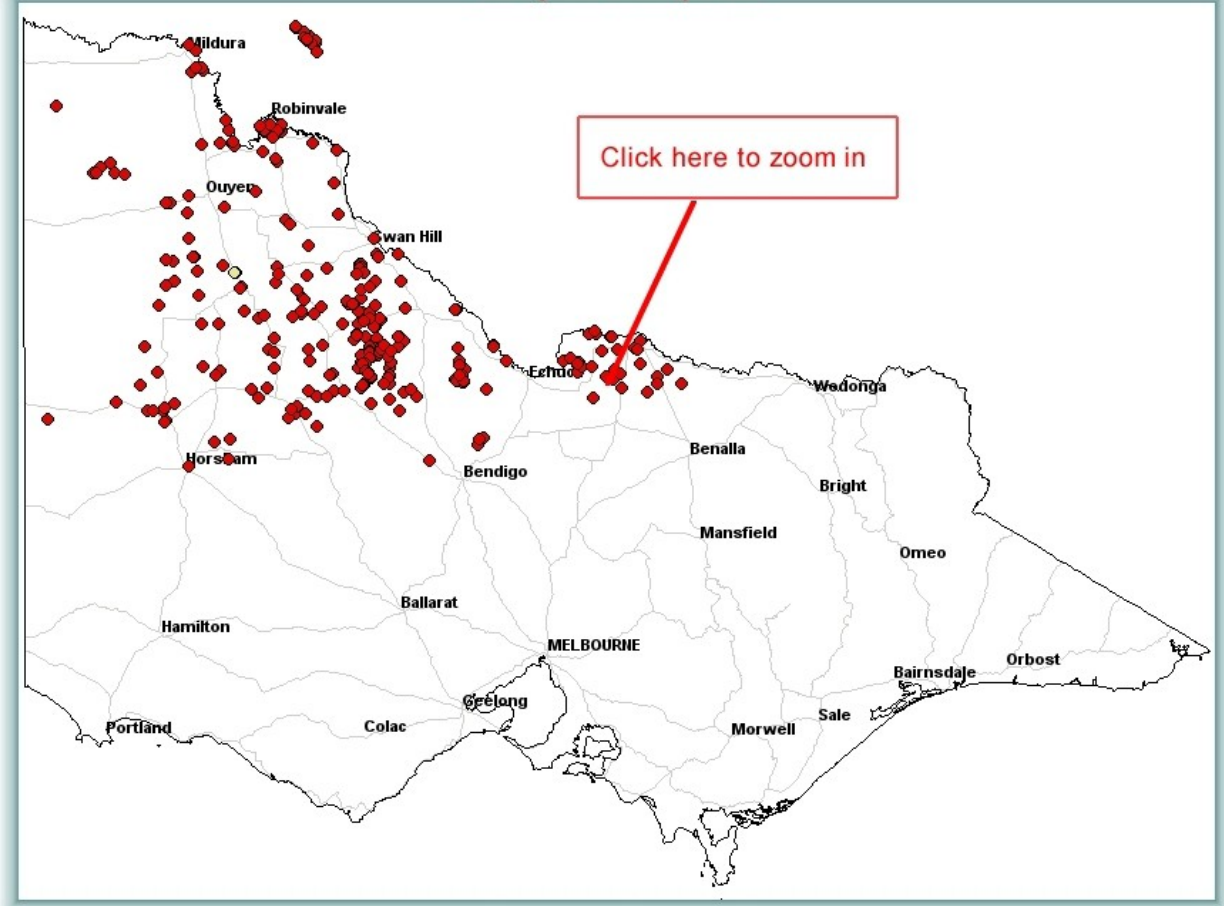 Mildura
Robinvale
Click here to zoom in
Ouyen
Swan Hill
Echuca
Wodonga
Benalla
Horsham
Bendigo
Bright
Mansfield
Omeo
Ballarat
Hamilton
MELBOURNE
Orbost
Bairnsdale
Geelong
Sale
Portland
Colac
Morwell